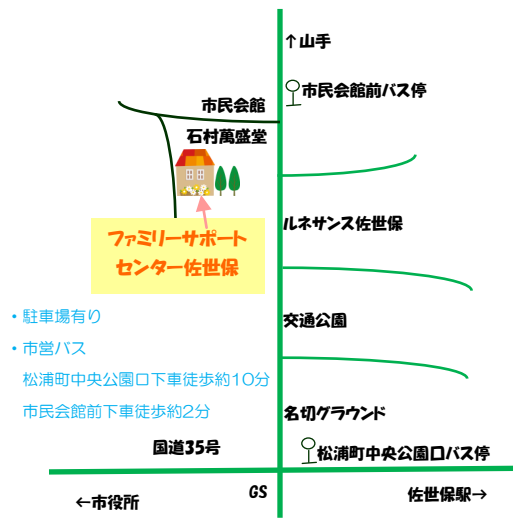 ↑山手
市民会館前バス停
市民会館
石村萬盛堂
ルネサンス佐世保
ファミリーサポート
センター佐世保
・駐車場有り
・市営バス
松浦町中央公園口下車徒歩約10分
市民会館前下車徒歩約2分
交通公園
名切グラウンド
国道35号
松浦町中央公園口バス停
←市役所
GS
佐世保駅→